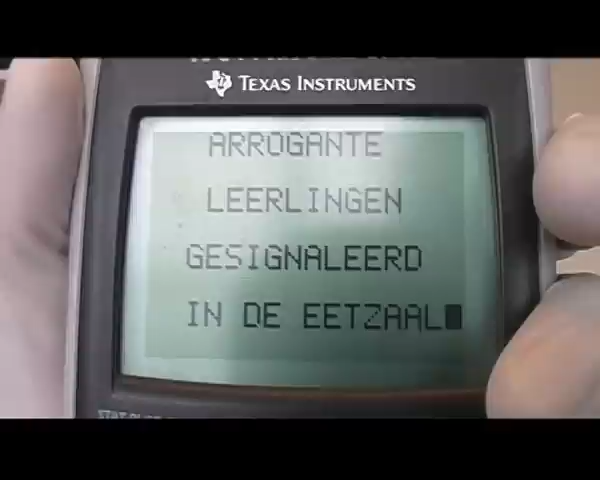 TEXAS INSTRUMENTS
ARROGANTE
LEERLINGEN
GESIGNALEERD
IN DE EETZAAL